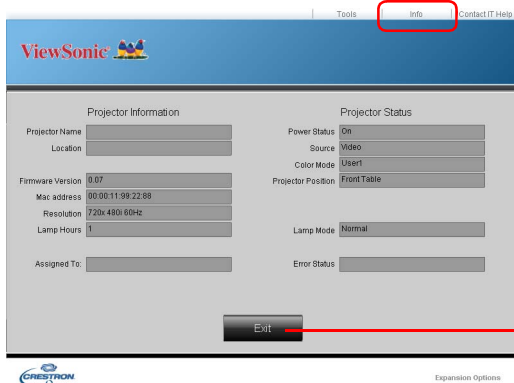 Tools info Contact IT Help
ViewSonic
Projector Information
Projector Name
Location
Firmware Version 0.07
Mac address 00:00:11:99:22:88
Resolution 720x 480i 60Hz
Lamp Hours 1
Assigned To:
Projector Status
Power Status On
Source Video
Color Mode User1
Projector Position Front Table
Lamp Mode Normal
Error Status
Exit
CRESTRON
Expansion Options